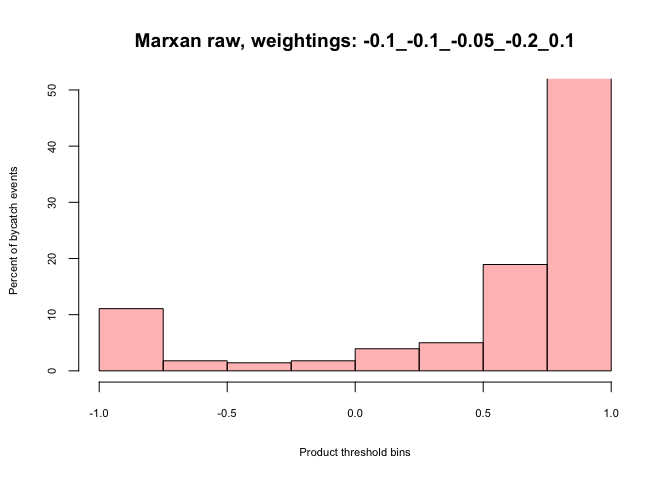 Marxan raw, weightings: -0.1_-0.1_-0.05_-0.2_0.1
50
40
30
20
10
0
Percent of bycatch events
-1.0 -0.5 0.0 0.5 1.0
Product threshold bins